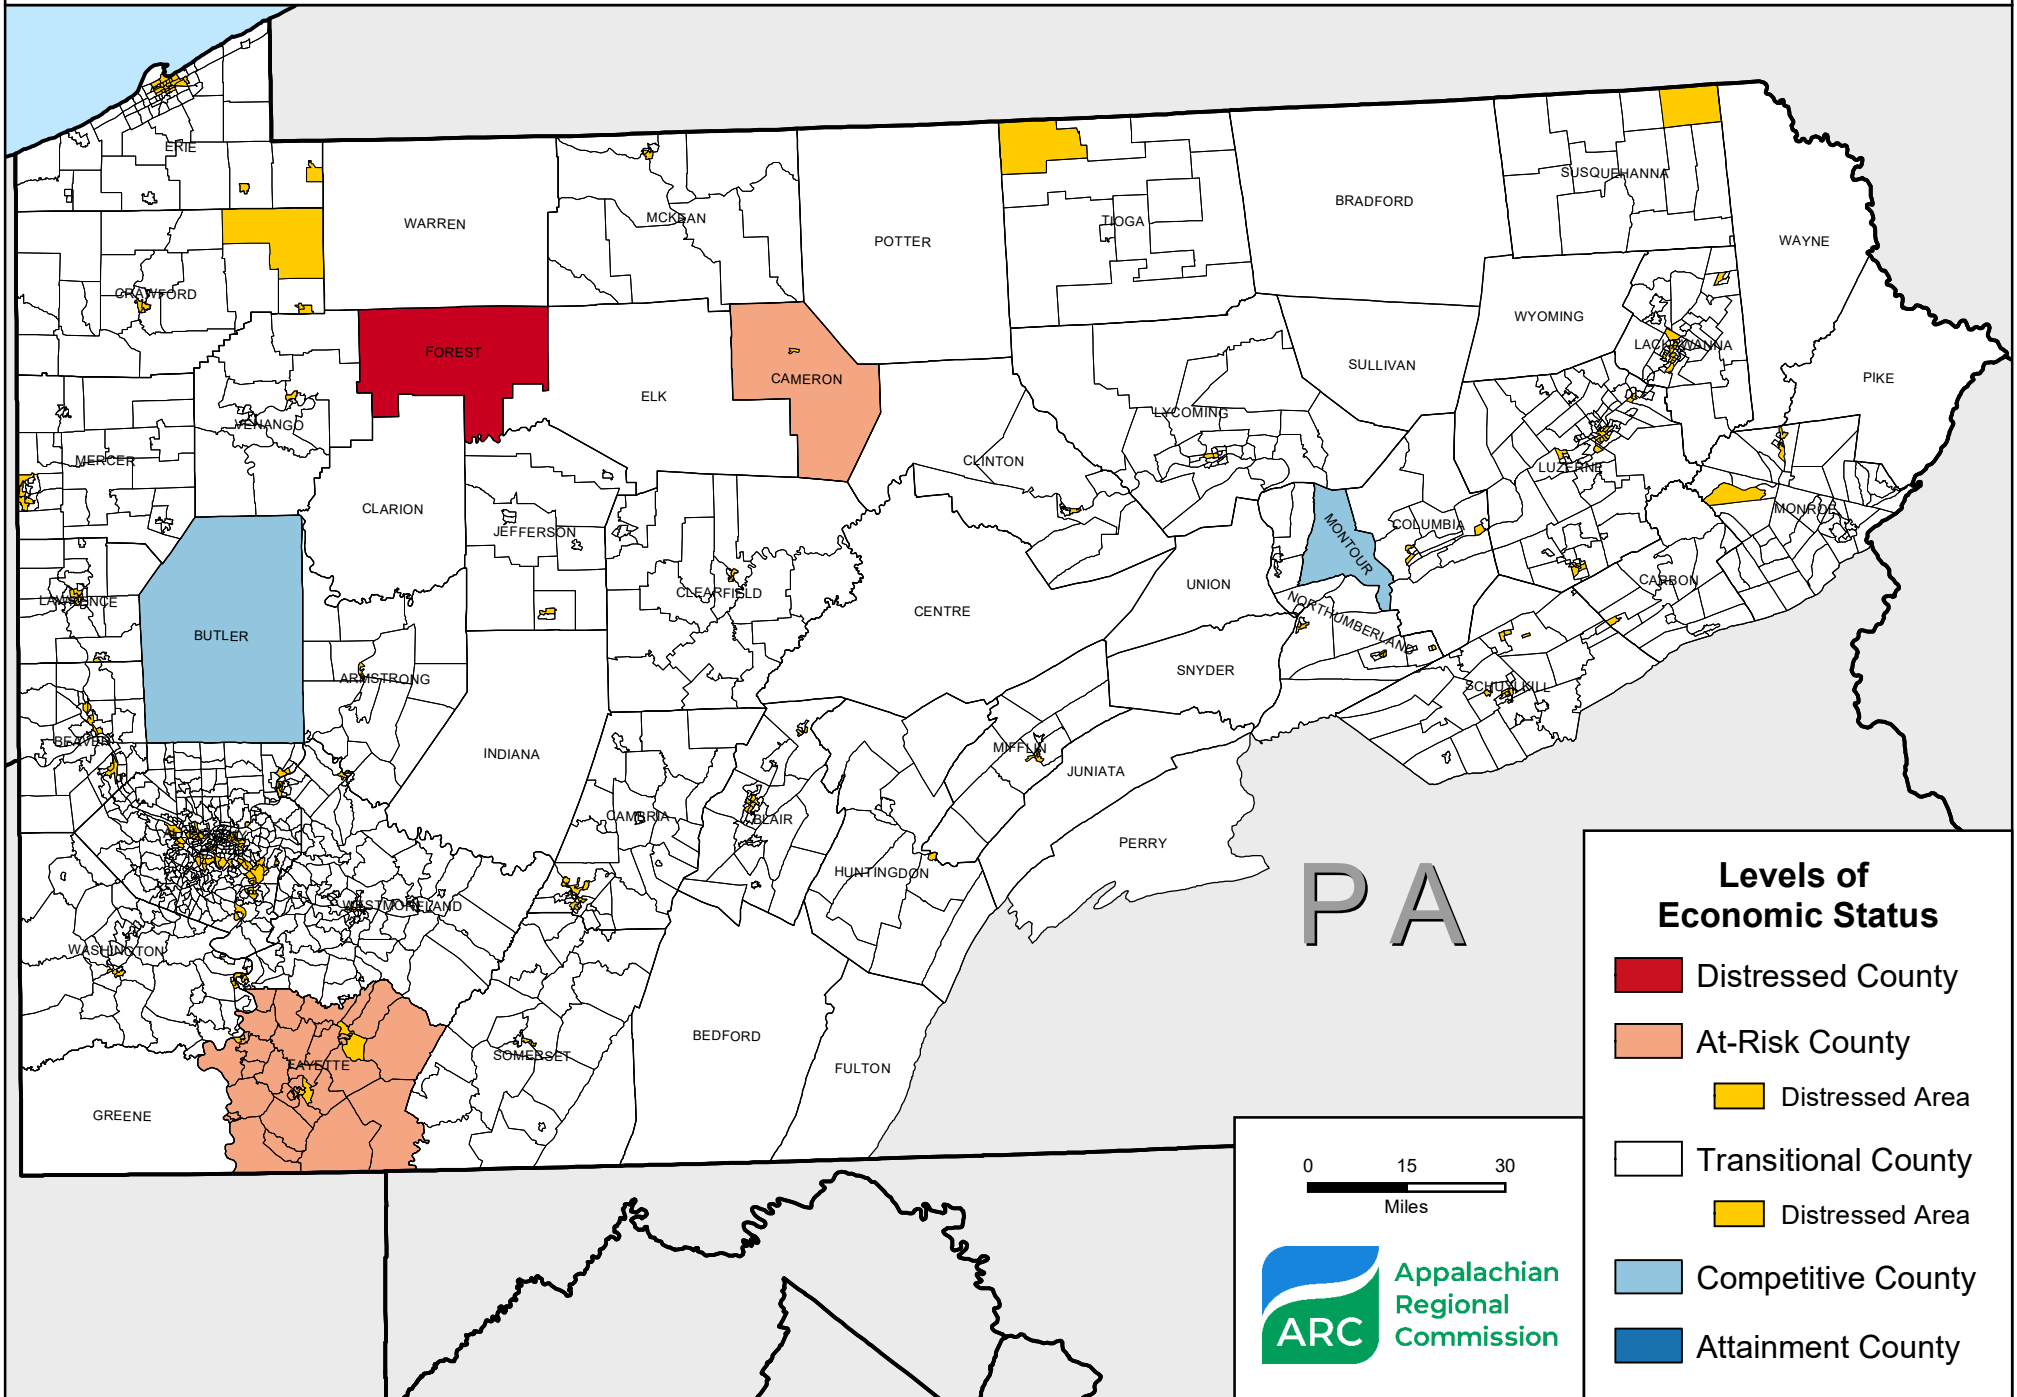 ERIE
WARREN
MCKEAN
POTTER
TIOGA
BRADFORD
SUSQUEHANNA
WAYNE
CRAWFORD
FOREST
ELK
CAMERON
WYOMING
LACKAWANNA
SULLIVAN
PIKE
VENANGO
LYCOMING
MERCER
CLINTON
LUZERNE
CLARION
JEFFERSON
MONTOUR
COLUMBIA
MONROE
LAWRENCE
CLEARFIELD
CENTRE
UNION
CARBON
BUTLER
NORTHUMBERLAND
ARMSTRONG
SNYDER
SCHUYLKILL
BEAVER
INDIANA
MIFFLIN
JUNIATA
CAMBRIA
BLAIR
PERRY
HUNTINGDON
WESTMORELAND
WASHINGTON
BEDFORD
SOMERSET
FAYETTE
FULTON
GREENE
PA
Levels of
Economic Status
Distressed County
At-Risk County
Distressed Area
Transitional County
Distressed Area
Competitive County
Attainment County
0 15 30
Miles
ARC
Appalachian
Regional
Commission